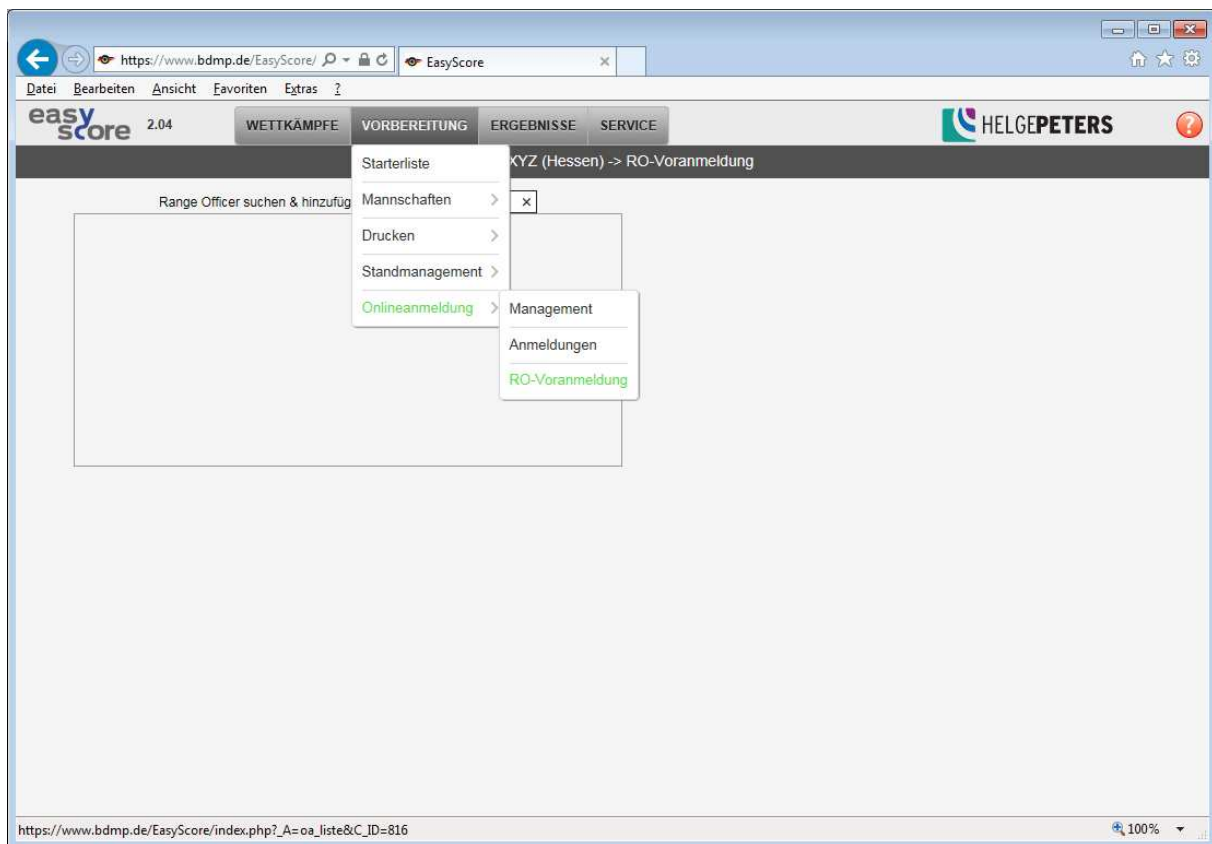 https://www.bdmp.de/EasyScore/
EasyScore
Datei Bearbeiten Ansicht Favoriten Extras ?
easy score 2.04 WETTKÄMPFE VORBEREITUNG ERGEBNISSE SERVICE HELGEPETERS ?
XYZ (Hessen) -> RO-Voranmeldung
Starterliste
Range Officer suchen & hinzufüg
Mannschaften
Drucken
Standmanagement
Onlineanmeldung
Management
Anmeldungen
RO-Voranmeldung
https://www.bdmp.de/EasyScore/index.php?_A=oa_liste&C_ID=816 100%